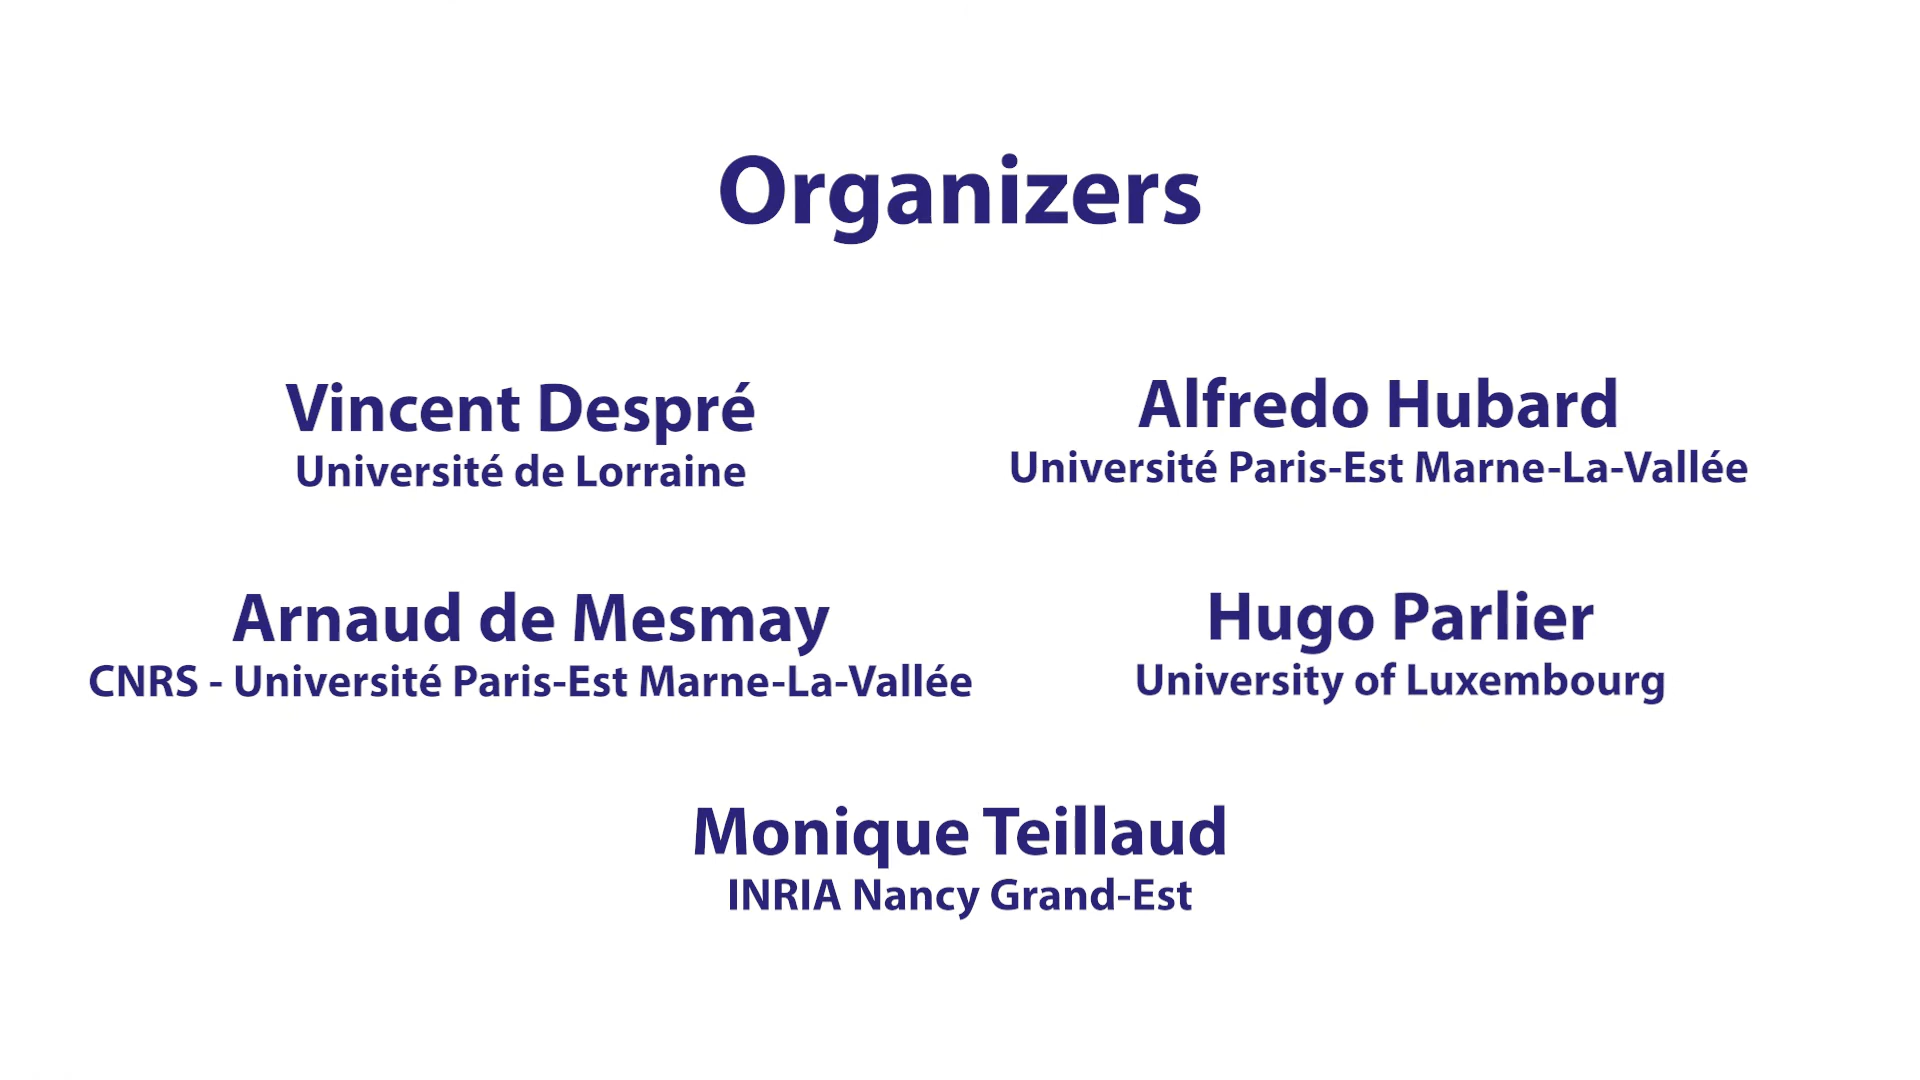 Organizers
Vincent Despré
Université de Lorraine
Alfredo Hubard
Université Paris-Est Marne-La-Vallée
Arnaud de Mesmay
CNRS - Université Paris-Est Marne-La-Vallée
Hugo Parlier
University of Luxembourg
Monique Teillaud
INRIA Nancy Grand-Est